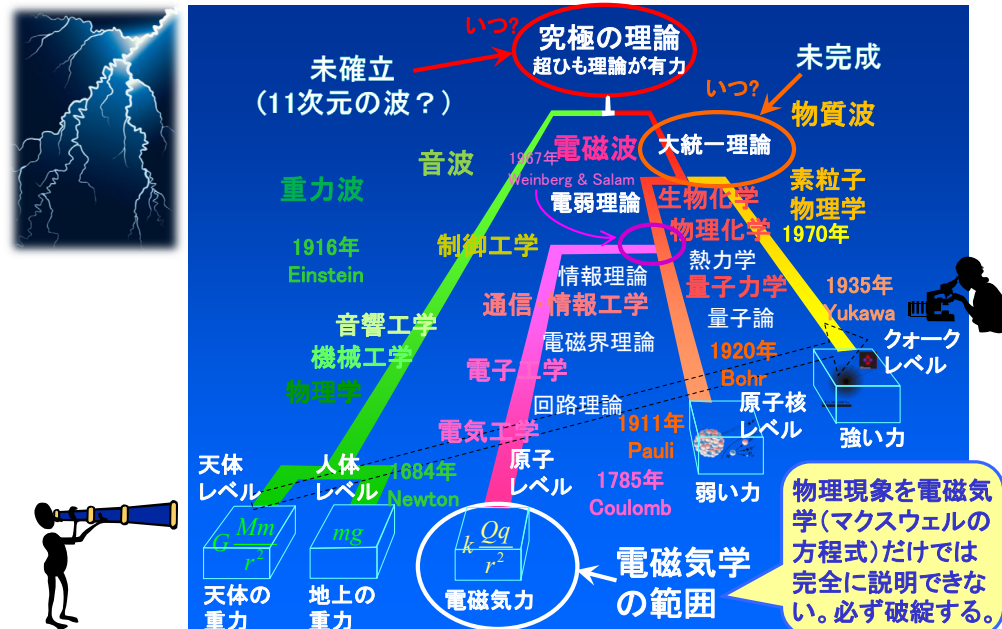 いつ?
究極の理論
超ひも理論が有力
未確立
(11次元の波？)
未完成
いつ?
物質波
大統一理論
電磁波
音波
重力波
1967年
Weinberg & Salam
電弱理論
生物化学
物理化学
素粒子
物理学
1970年
1916年
Einstein
制御工学
情報理論
熱力学
通信・情報工学
量子力学
1935年
Yukawa
音響工学
量子論
電磁界理論
機械工学
クォーク
レベル
電子工学
1920年
Bohr
物理学
回路理論
原子核
レベル
電気工学
1911年
Pauli
強い力
天体
レベル
人体
レベル
1684年
Newton
原子
レベル
1785年
Coulomb
弱い力
G Mm/r²
mg
k Qq/r²
天体の
重力
地上の
重力
電磁気力
電磁気学
の範囲
物理現象を電磁気
学(マクスウェルの
方程式)だけでは
完全に説明できな
い。必ず破綻する。